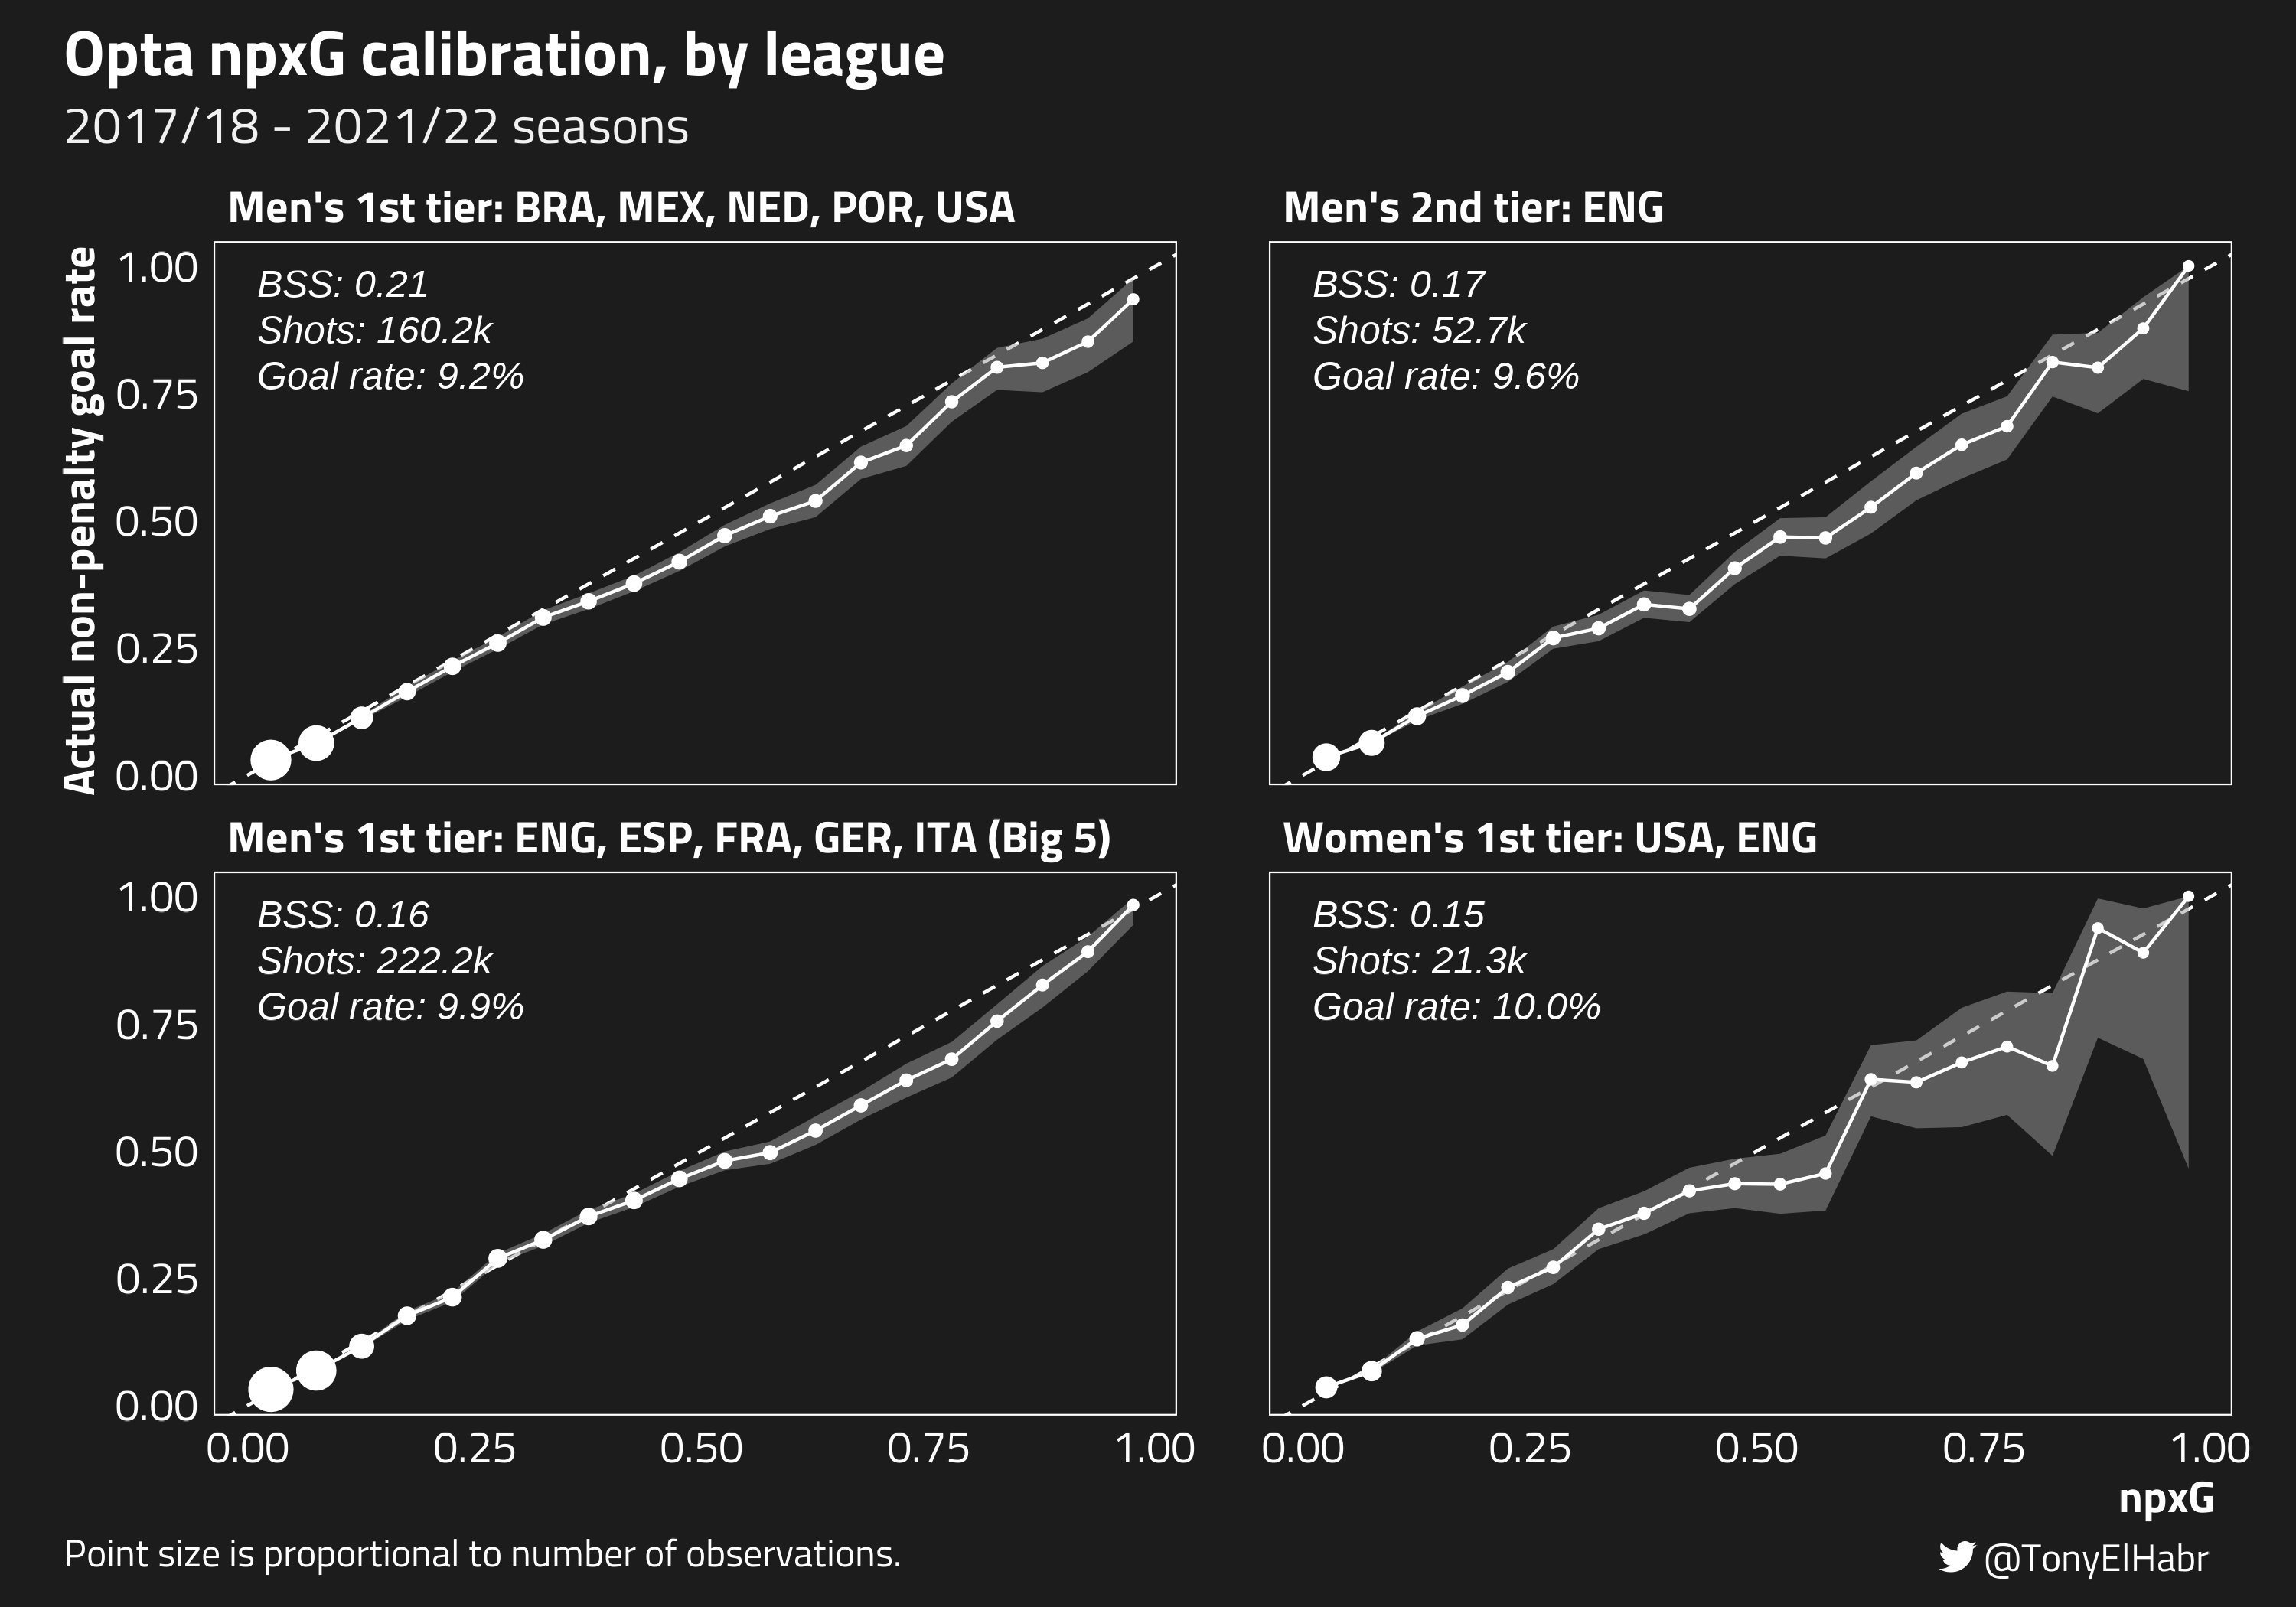 Opta npxG calibration, by league
2017/18 - 2021/22 seasons
Men's 1st tier: BRA, MEX, NED, POR, USA
BSS: 0.21
Shots: 160.2k
Goal rate: 9.2%
Men's 2nd tier: ENG
BSS: 0.17
Shots: 52.7k
Goal rate: 9.6%
Actual non-penalty goal rate
1.00
0.75
0.50
0.25
0.00
Men's 1st tier: ENG, ESP, FRA, GER, ITA (Big 5)
BSS: 0.16
Shots: 222.2k
Goal rate: 9.9%
Women's 1st tier: USA, ENG
BSS: 0.15
Shots: 21.3k
Goal rate: 10.0%
1.00
0.75
0.50
0.25
0.00
0.00 0.25 0.50 0.75 1.00
0.00 0.25 0.50 0.75 1.00
npxG
Point size is proportional to number of observations.
@TonyElHabr